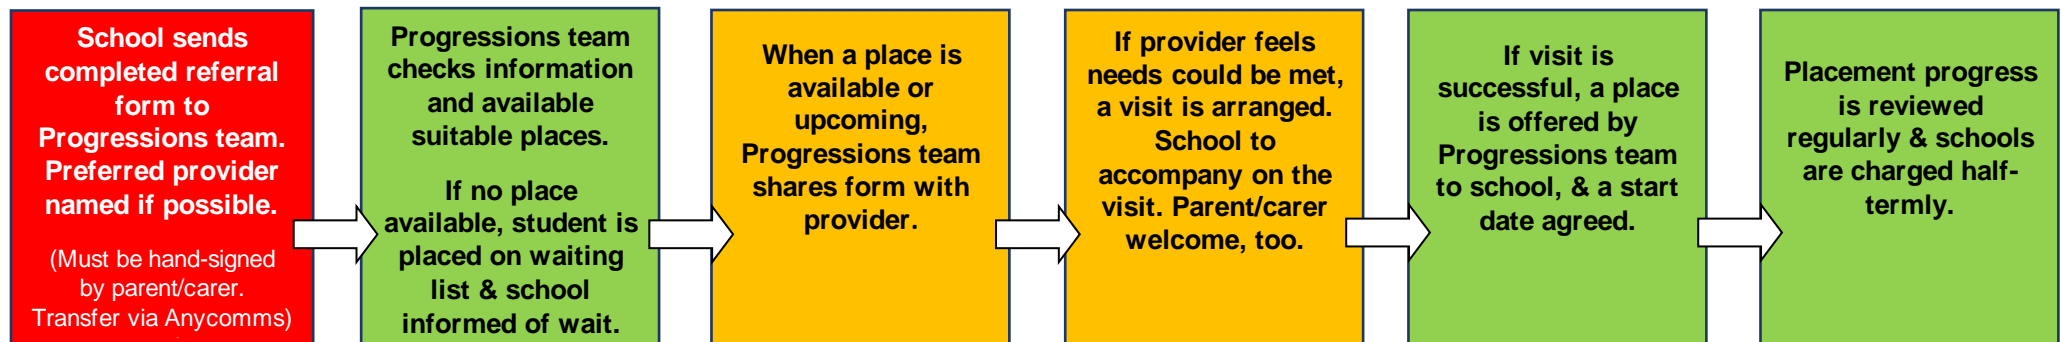 School sends
completed referral
form to
Progressions team.
Preferred provider
named if possible.
(Must be hand-signed
by parent/carer.
Transfer via Anycomms)
Progressions team
checks information
and available
suitable places.
If no place
available, student is
placed on waiting
list & school
informed of wait.
When a place is
available or
upcoming,
Progressions team
shares form with
provider.
If provider feels
needs could be met,
a visit is arranged.
School to
accompany on the
visit. Parent/carer
welcome, too.
If visit is
successful, a place
is offered by
Progressions team
to school, & a start
date agreed.
Placement progress
is reviewed
regularly & schools
are charged half-
termly.